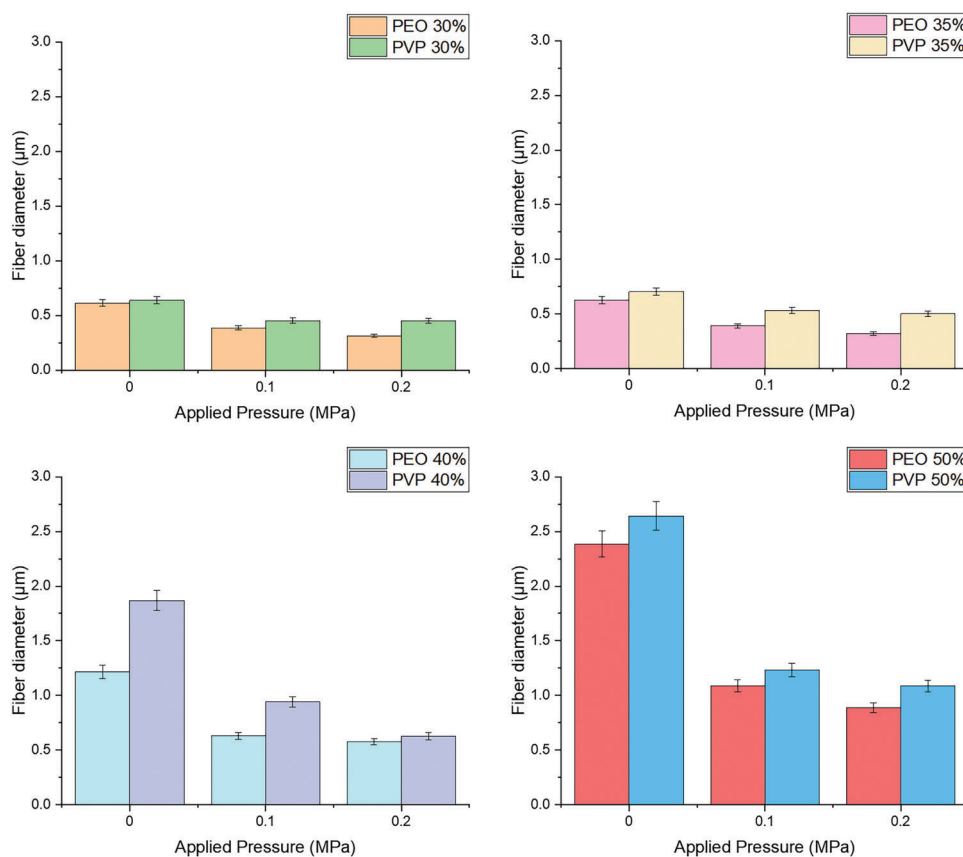 PEO 30%
PVP 30%
3.0
2.5
2.0
1.5
1.0
0.5
0.0
Fiber diameter (µm)
0 0.1 0.2
Applied Pressure (MPa)
PEO 35%
PVP 35%
3.0
2.5
2.0
1.5
1.0
0.5
0.0
Fiber diameter (µm)
0 0.1 0.2
Applied Pressure (MPa)
PEO 40%
PVP 40%
3.0
2.5
2.0
1.5
1.0
0.5
0.0
Fiber diameter (µm)
0 0.1 0.2
Applied Pressure (MPa)
PEO 50%
PVP 50%
3.0
2.5
2.0
1.5
1.0
0.5
0.0
Fiber diameter (µm)
0 0.1 0.2
Applied Pressure (MPa)